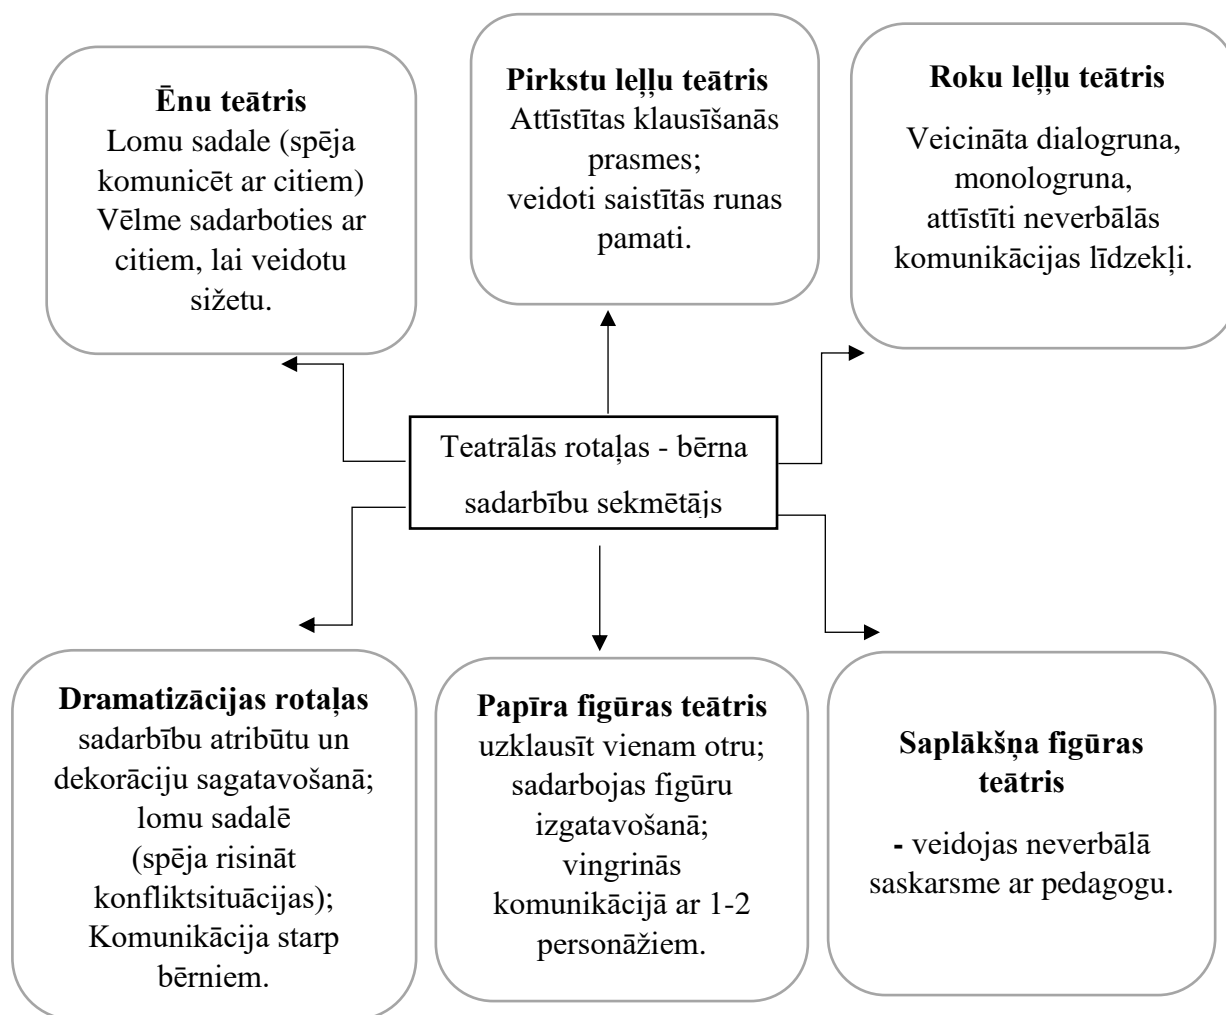 Ēnu teātris
Lomu sadale (spēja
komunicēt ar citiem)
Vēlme sadarboties ar
citiem, lai veidotu
sižetu.
Pirkstu leļļu teātris
Attīstītas klausīšanās
prasmes;
veidoti saistītās runas
pamati.
Roku leļļu teātris
Veicināta dialogruna,
monologruna,
attīstīti neverbālās
komunikācijas līdzekļi.
Teatrālās rotaļas - bērna
sadarbību sekmētājs
Dramatizācijas rotaļas
sadarbību atribūtu un
dekorāciju sagatavošanā;
lomu sadalē
(spēja risināt
konfliktsituācijas);
Komunikācija starp
bērniem.
Papīra figūras teātris
uzklausīt vienam otru;
sadarbojas figūru
izgatavošanā;
vingrinās
komunikācijā ar 1-2
personāžiem.
Saplākšņa figūras
teātris
- veidojas neverbālā
saskarsme ar pedagogu.